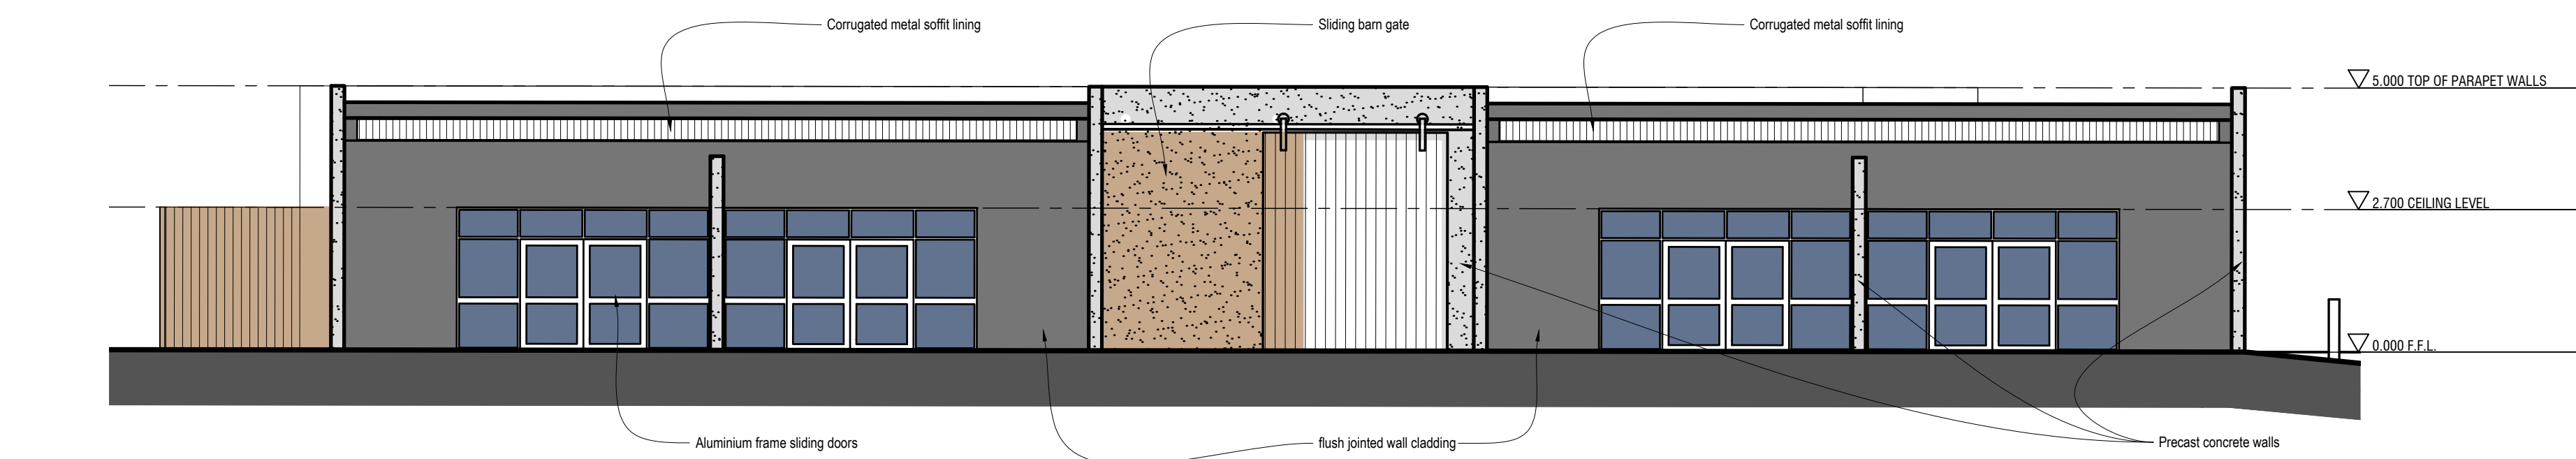 Corrugated metal soffit lining
Sliding barn gate
Corrugated metal soffit lining
5.000 TOP OF PARAPET WALLS
2.700 CEILING LEVEL
0.000 F.F.L.
Aluminium frame sliding doors
flush jointed wall cladding
Precast concrete walls